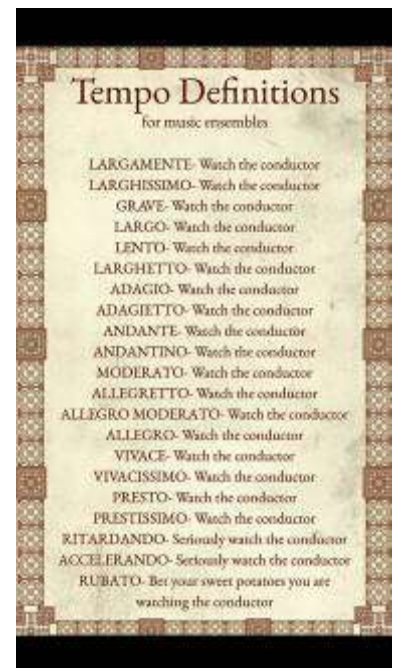 Tempo Definitions
for music ensembles
LARGAMENTE- Watch the conductor
LARGHISSIMO- Watch the conductor
GRAVE- Watch the conductor
LARGO- Watch the conductor
LENTO- Watch the conductor
LARGHETTO- Watch the conductor
ADAGIO- Watch the conductor
ADAGIETTO- Watch the conductor
ANDANTE- Watch the conductor
ANDANTINO- Watch the conductor
MODERATO- Watch the conductor
ALLEGRETTO- Watch the conductor
ALLEGRO MODERATO- Watch the conductor
ALLEGRO- Watch the conductor
VIVACE- Watch the conductor
VIVACISSIMO- Watch the conductor
PRESTO- Watch the conductor
PRESTISSIMO- Watch the conductor
RITARDANDO- Seriously watch the conductor
ACCELERANDO- Seriously watch the conductor
RUBATO- Bet your sweet potatoes you are
watching the conductor